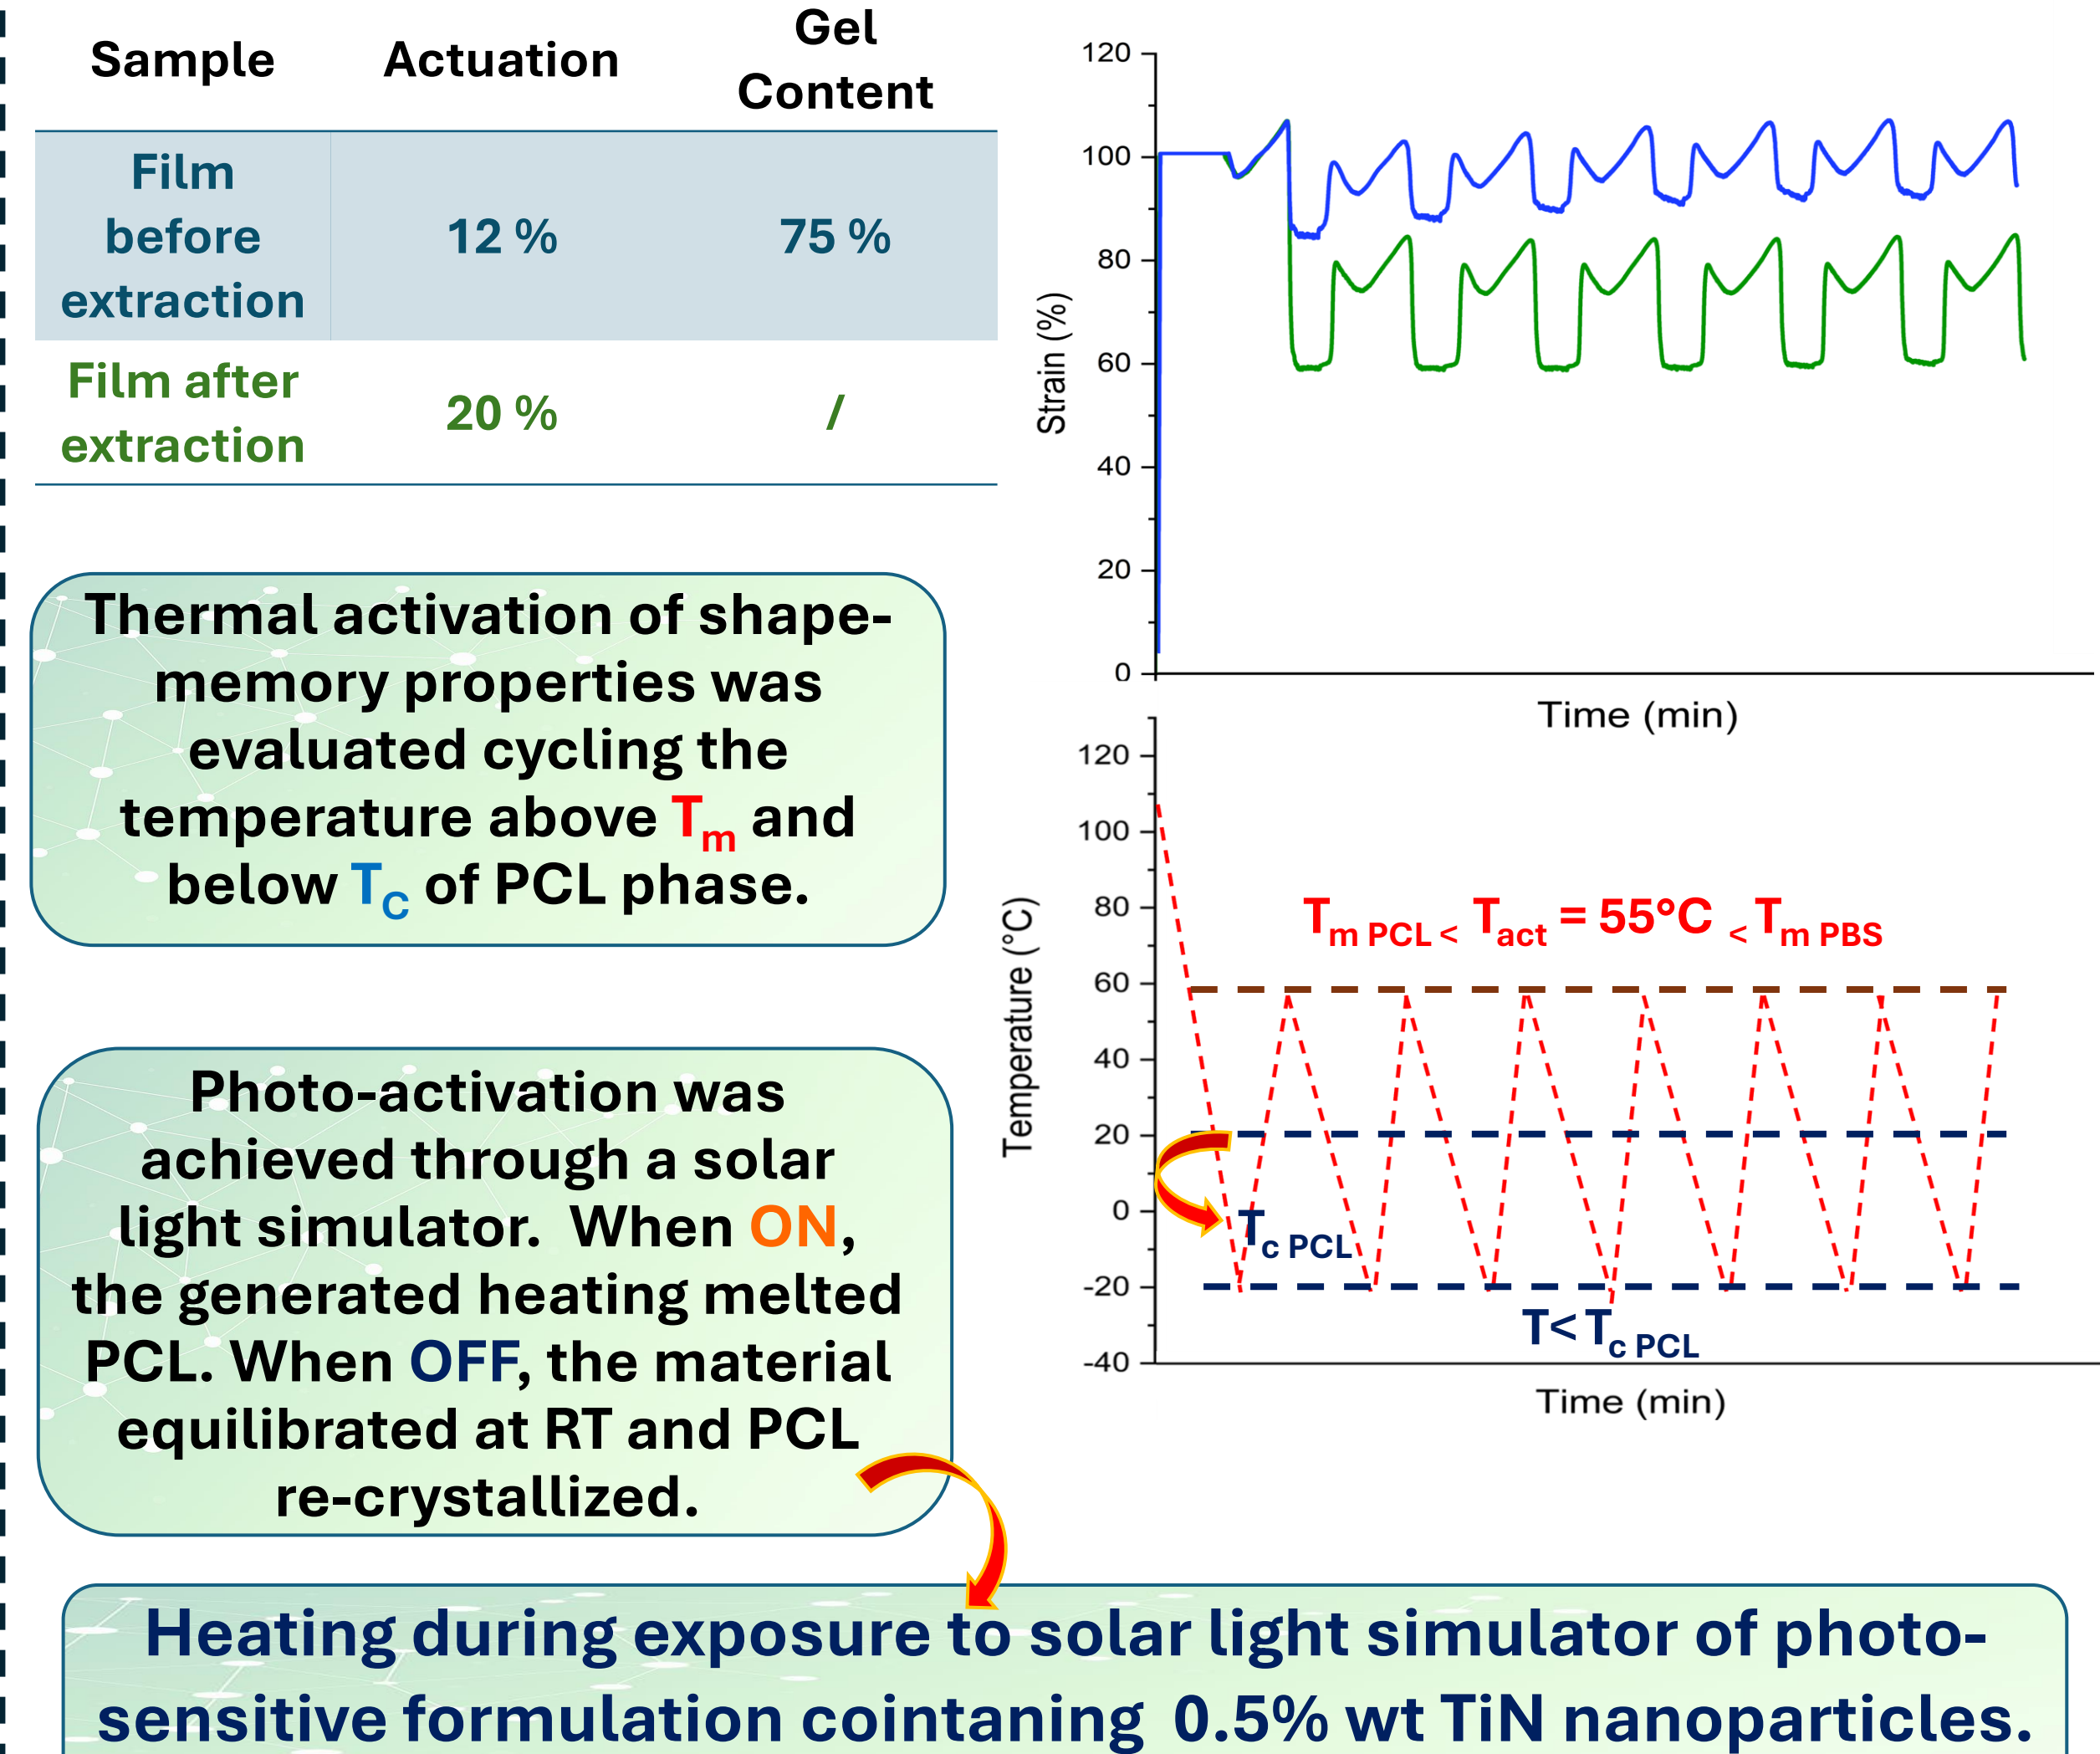 Sample Actuation Gel Content
Film before extraction 12 % 75 %
Film after extraction 20 % /
Thermal activation of shape-
memory properties was
evaluated cycling the
temperature above Tm and
below TC of PCL phase.
Photo-activation was
achieved through a solar
light simulator. When ON,
the generated heating melted
PCL. When OFF, the material
equilibrated at RT and PCL
re-crystallized.
120
100
80
60
40
20
0
Strain (%)
Time (min)
120
100
80
60
40
20
0
-20
-40
Temperature (°C)
Tm PCL < Tact = 55°C < Tm PBS
Tc PCL
T< Tc PCL
Time (min)
Heating during exposure to solar light simulator of photo-
sensitive formulation cointaning 0.5% wt TiN nanoparticles.